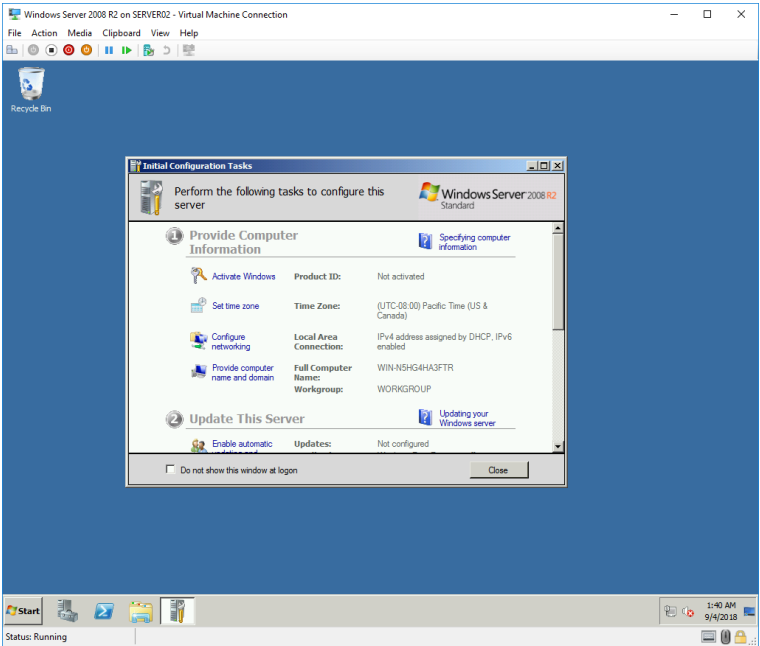 Windows Server 2008 R2 on SERVER02 - Virtual Machine Connection
File Action Media Clipboard View Help
Recycle Bin
Initial Configuration Tasks
Perform the following tasks to configure this
server
Windows Server 2008 R2
Standard
1 Provide Computer
Information
Specifying computer
information
Activate Windows Product ID: Not activated
Set time zone Time Zone: (UTC-08:00) Pacific Time (US &
Canada)
Configure
networking
Local Area
Connection:
IPv4 address assigned by DHCP, IPv6
enabled
Provide computer
name and domain
Full Computer
Name:
WIN-N5HG4HA3FTR
Workgroup: WORKGROUP
2 Update This Server
Updating your
Windows server
Enable automatic
Updates: Not configured
Do not show this window at logon
Close
Start
1:40 AM
9/4/2018
Status: Running